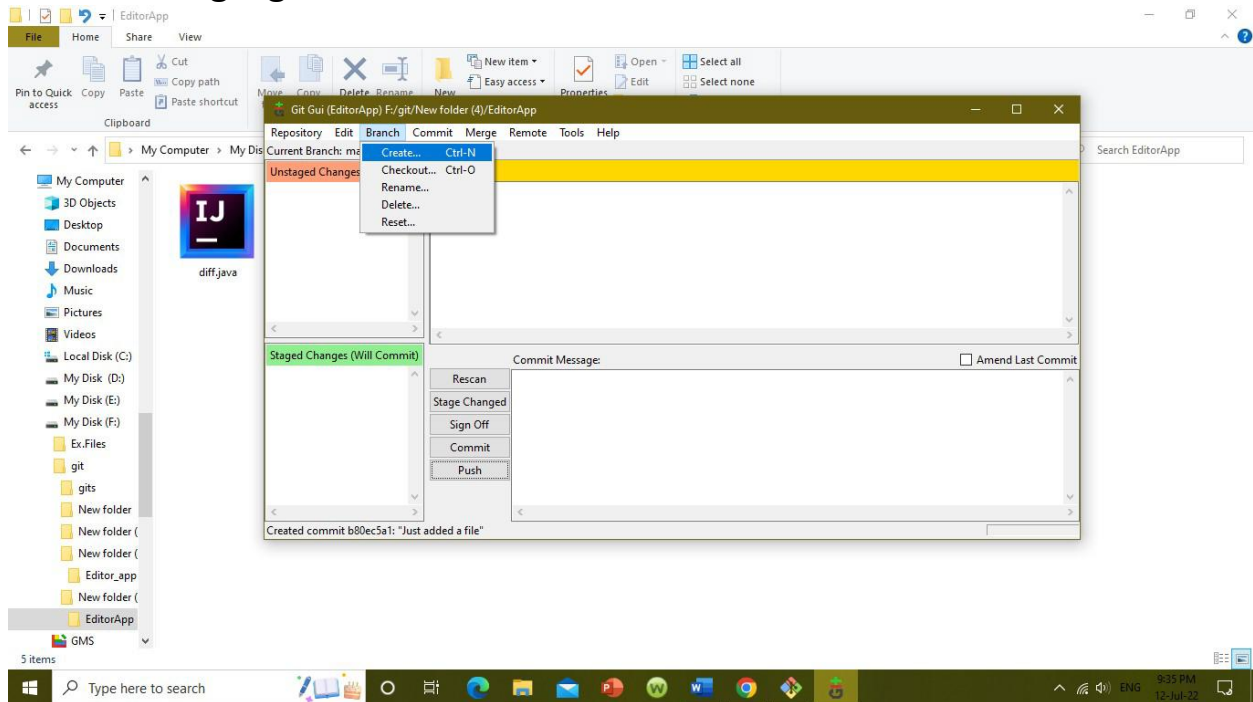 EditorApp
File Home Share View
Pin to Quick access
Copy
Paste
Cut
Copy path
Paste shortcut
Clipboard
Move
Copy
Delete
Rename
New
New item
Easy access
Properties
Open
Edit
Select all
Select none
My Computer > My Dis
Search EditorApp
My Computer
3D Objects
Desktop
Documents
Downloads
Music
Pictures
Videos
Local Disk (C:)
My Disk (D:)
My Disk (E:)
My Disk (F:)
Ex.Files
git
gits
New folder
New folder (
New folder (
Editor_app
New folder (
EditorApp
GMS
5 items
IJ
diff.java
Git Gui (EditorApp) F:/git/New folder (4)/EditorApp
Repository Edit Branch Commit Merge Remote Tools Help
Current Branch: ma
Create... Ctrl-N
Checkout... Ctrl-O
Rename...
Delete...
Reset...
Unstaged Changes
Staged Changes (Will Commit)
Commit Message:
Amend Last Commit
Rescan
Stage Changed
Sign Off
Commit
Push
Created commit b80ec5a1: "Just added a file"
Type here to search
ENG
9:35 PM
12-Jul-22